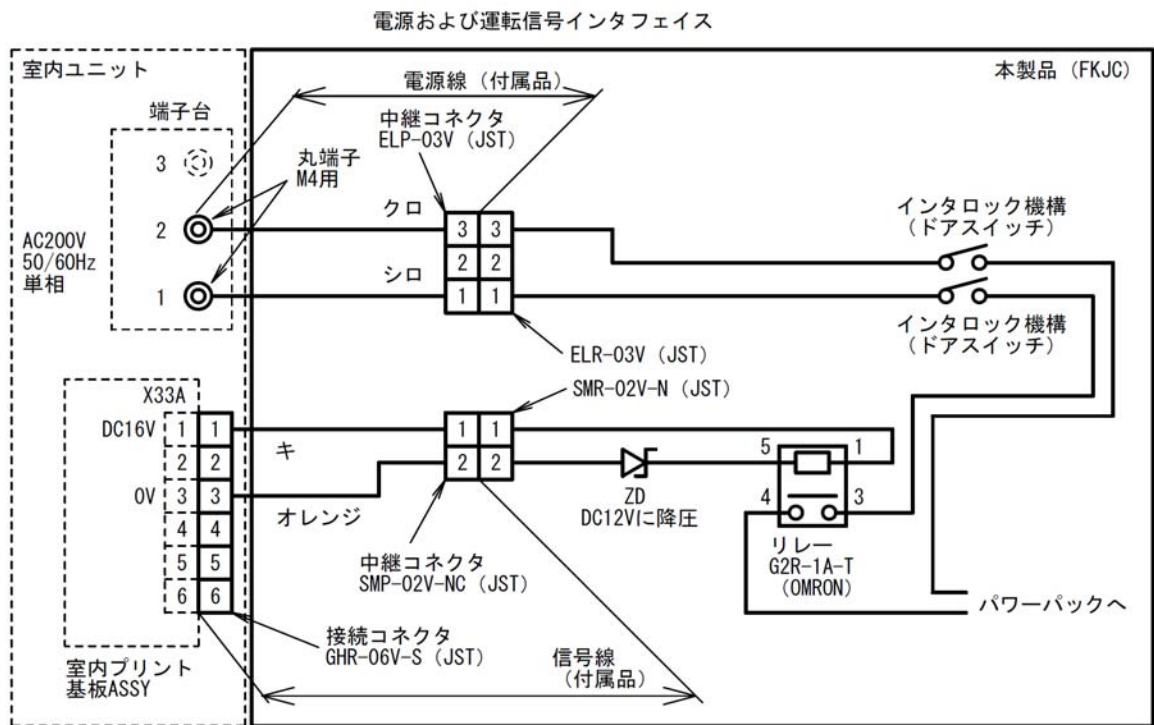 電源および運転信号インタフェイス
室内ユニット
電源線（付属品）
本製品（FKJC）
端子台
中継コネクタ
ELP-03V（JST）
3
丸端子
M4用
クロ
インタロック機構
（ドアスイッチ）
2
3 3
AC200V
50/60Hz
単相
2 2
シロ
1
1 1
インタロック機構
（ドアスイッチ）
ELR-03V（JST）
SMR-02V-N（JST）
X33A
DC16V 1 1
キ
1 1
5 1
2 2
2 2
0V 3 3
オレンジ
ZD
DC12Vに降圧
4 3
4 4
リレー
G2R-1A-T
（OMRON）
5 5
中継コネクタ
SMP-02V-NC（JST）
6 6
パワーパックへ
接続コネクタ
GHR-06V-S（JST）
室内プリント
基板ASSY
信号線
（付属品）